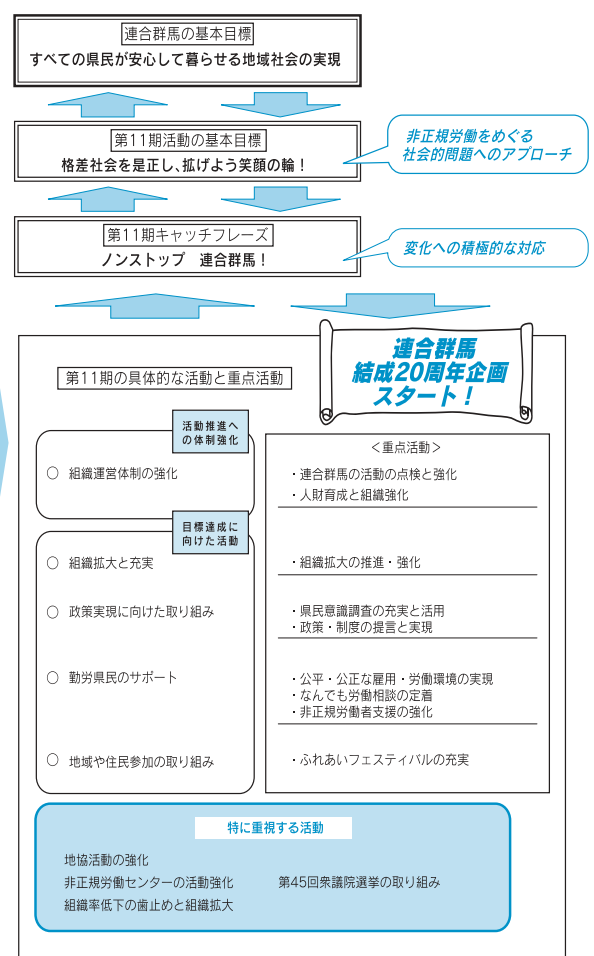 連合群馬の基本目標
すべての県民が安心して暮らせる地域社会の実現
第11期活動の基本目標
格差社会を是正し、拡げよう笑顔の輪！
非正規労働をめぐる
社会的問題へのアプローチ
第11期キャッチフレーズ
ノンストップ　連合群馬！
変化への積極的な対応
連合群馬
結成20周年企画
スタート！
第11期の具体的な活動と重点活動
活動推進へ
の体制強化
○ 組織運営体制の強化
目標達成に
向けた活動
○ 組織拡大と充実
○ 政策実現に向けた取り組み
○ 勤労県民のサポート
○ 地域や住民参加の取り組み
＜重点活動＞
・連合群馬の活動の点検と強化
・人財育成と組織強化
・組織拡大の推進・強化
・県民意識調査の充実と活用
・政策・制度の提言と実現
・公平・公正な雇用・労働環境の実現
・なんでも労働相談の定着
・非正規労働者支援の強化
・ふれあいフェスティバルの充実
特に重視する活動
地協活動の強化
非正規労働センターの活動強化　第45回衆議院選挙の取り組み
組織率低下の歯止めと組織拡大